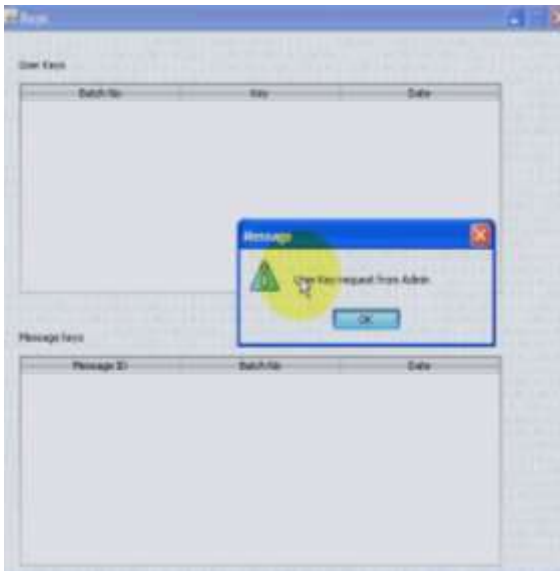 User Keys
Batch No Key Date
Message
User Key request from Admin
OK
Message keys
Message ID Batch No Date